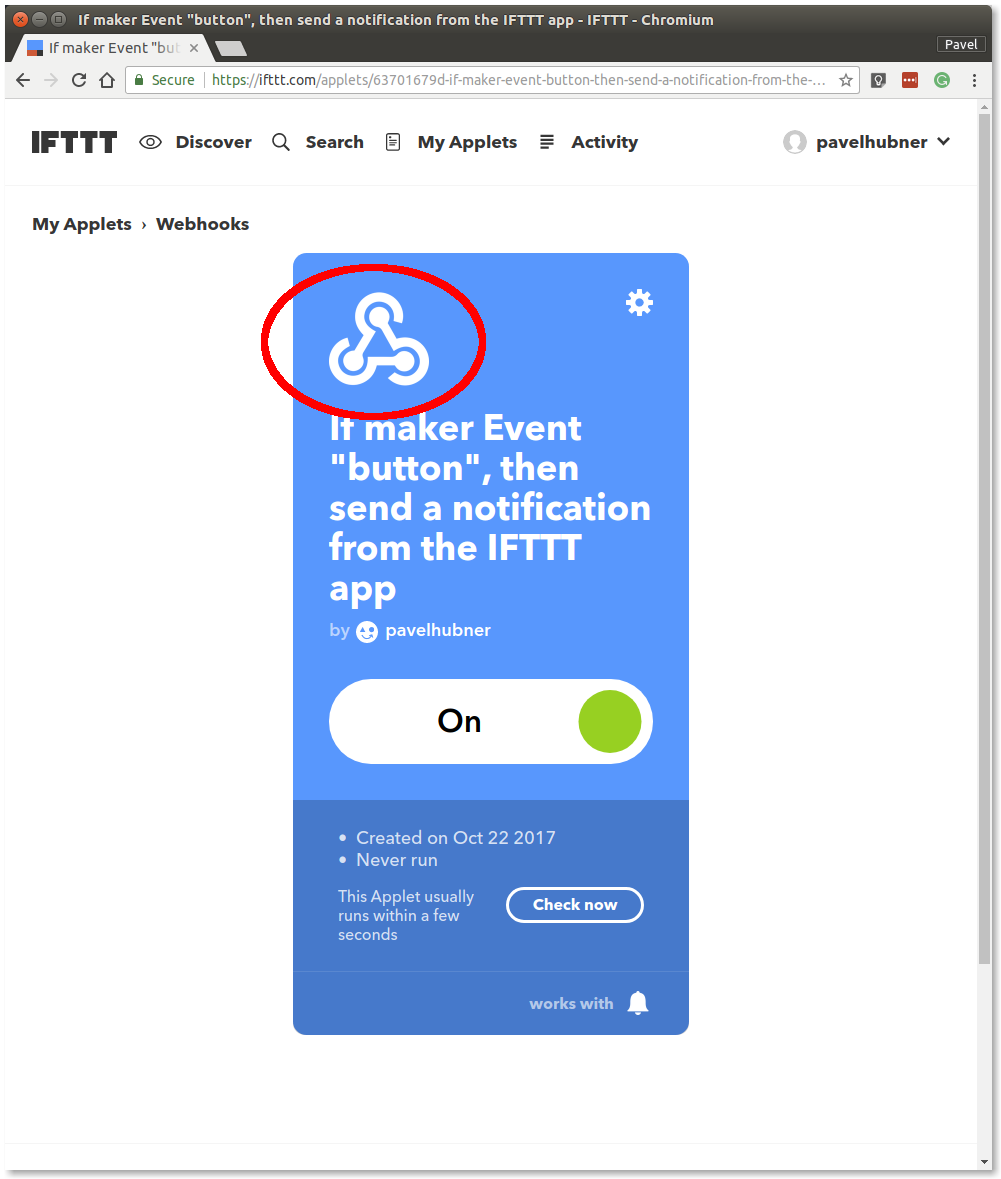 If maker Event "button", then send a notification from the IFTTT app - IFTTT - Chromium
If maker Event "but
Pavel
Secure
https://ifttt.com/applets/63701679d-if-maker-event-button-then-send-a-notification-from-the-...
IFTTT Discover Search My Applets Activity pavelhubner
My Applets › Webhooks
If maker Event
"button", then
send a notification
from the IFTTT
app
by pavelhubner
On
• Created on Oct 22 2017
• Never run
This Applet usually
runs within a few
seconds
Check now
works with